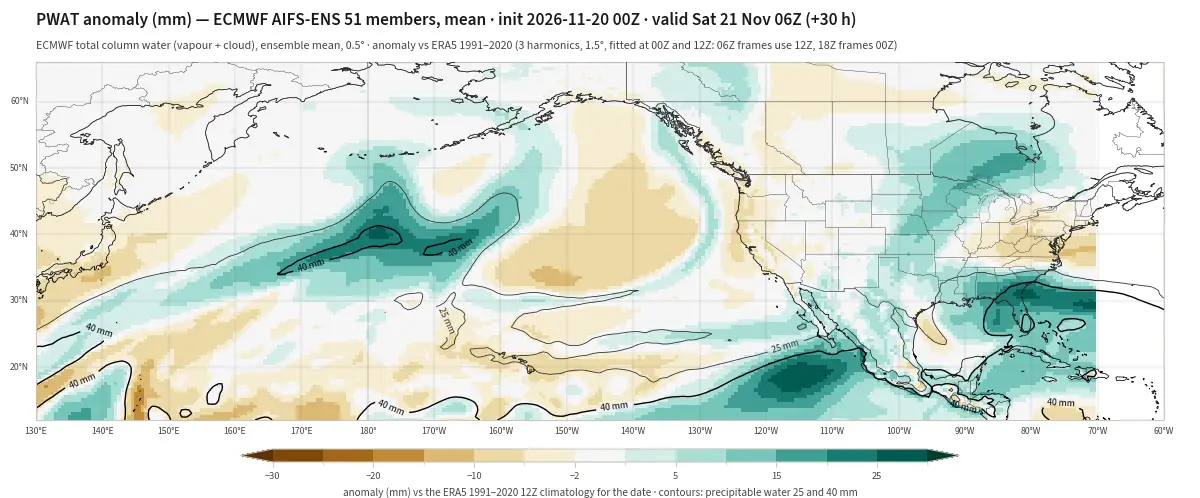 PWAT anomaly (mm) — ECMWF AIFS-ENS 51 members, mean · init 2026-11-20 00Z · valid Sat 21 Nov 06Z (+30 h)
ECMWF total column water (vapour + cloud), ensemble mean, 0.5° · anomaly vs ERA5 1991–2020 (3 harmonics, 1.5°, fitted at 00Z and 12Z: 06Z frames use 12Z, 18Z frames 00Z)
60°N
50°N
40°N
40 mm
40 mm
30°N
25 mm
40 mm
25 mm
20°N
40 mm
40 mm
40 mm
40 mm
40 mm
130°E 140°E 150°E 160°E 170°E 180° 170°W 160°W 150°W 140°W 130°W 120°W 110°W 100°W 90°W 80°W 70°W 60°W
−30 −20 −10 −2 5 15 25
anomaly (mm) vs the ERA5 1991–2020 12Z climatology for the date · contours: precipitable water 25 and 40 mm